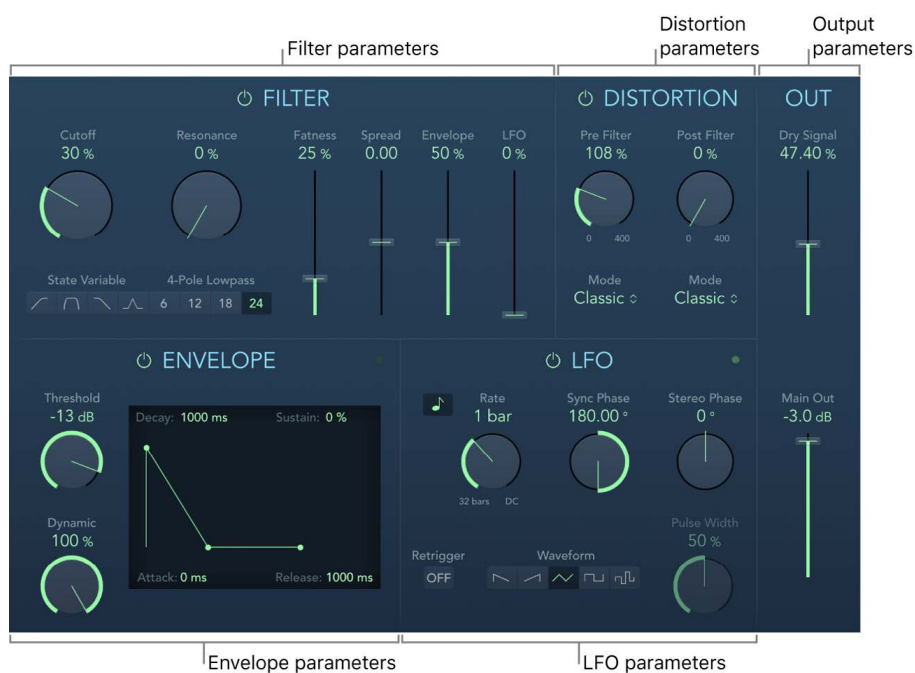 Filter parameters
Distortion
parameters
Output
parameters
FILTER
Cutoff
30 %
Resonance
0 %
Fatness
25 %
Spread
0.00
Envelope
50 %
LFO
0 %
State Variable
4-Pole Lowpass
6 12 18 24
DISTORTION
Pre Filter
108 %
0 400
Post Filter
0 %
0 400
Mode
Classic
Mode
Classic
OUT
Dry Signal
47.40 %
ENVELOPE
Threshold
-13 dB
Dynamic
100 %
Decay: 1000 ms
Sustain: 0 %
Attack: 0 ms
Release: 1000 ms
LFO
Rate
1 bar
32 bars DC
Sync Phase
180.00 °
Stereo Phase
0 °
Retrigger
OFF
Waveform
Pulse Width
50 %
Main Out
-3.0 dB
Envelope parameters
LFO parameters